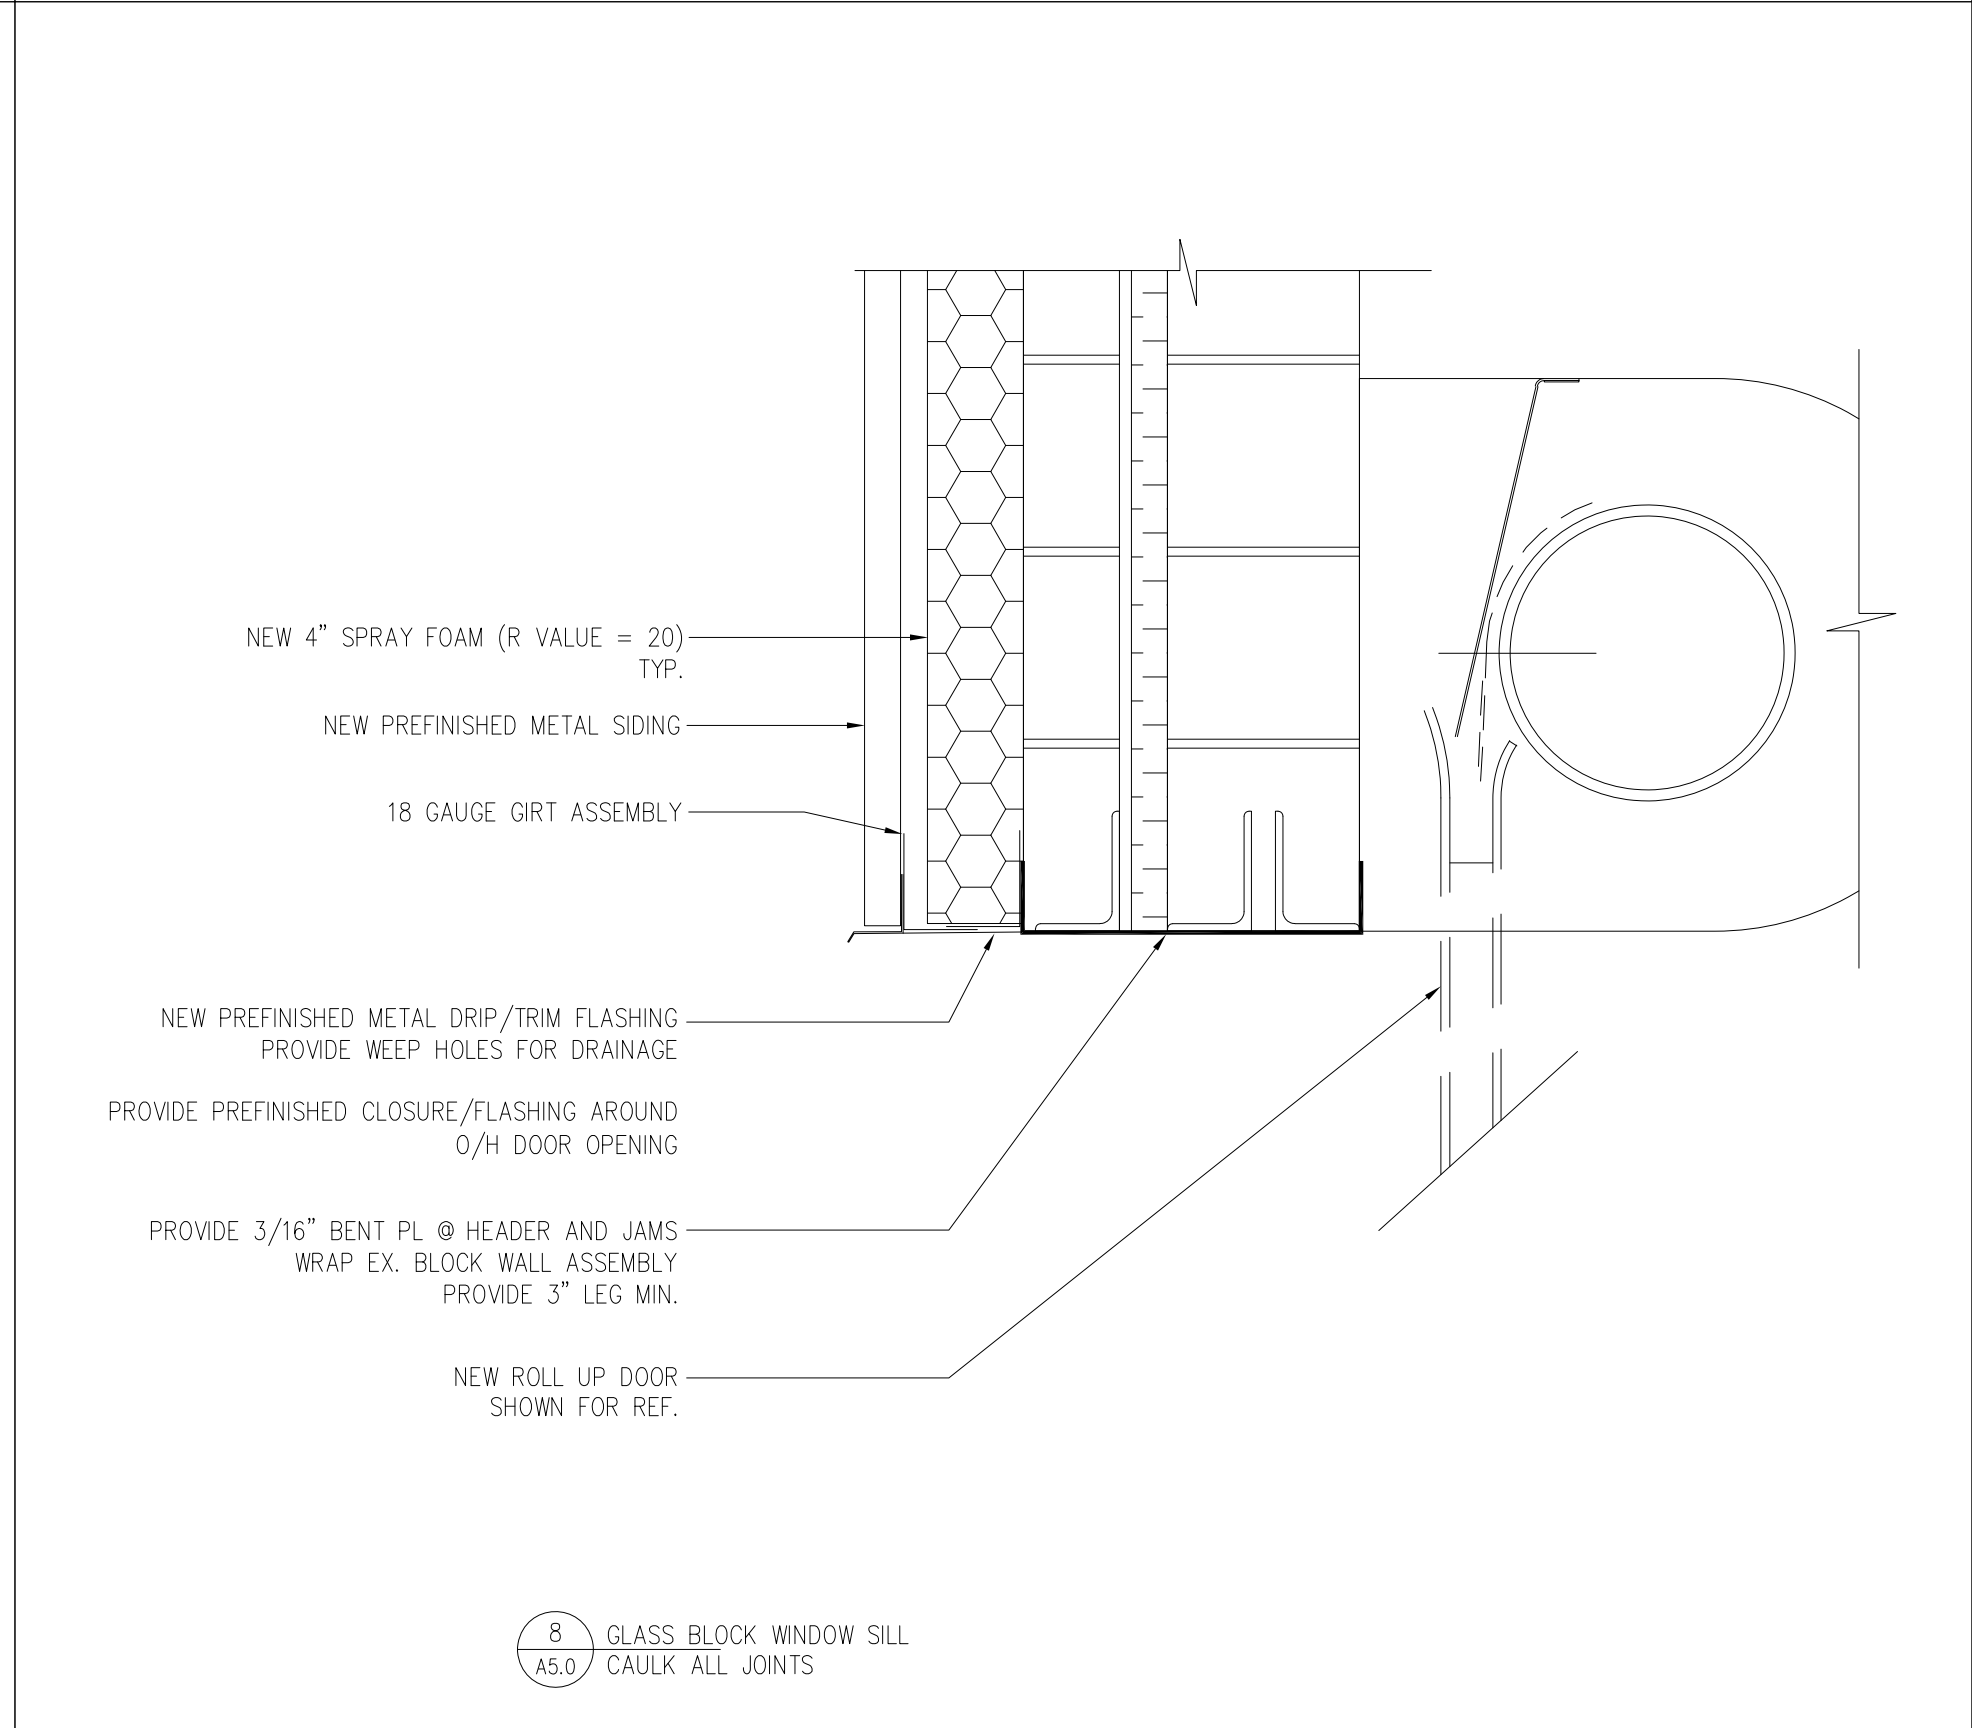 NEW 4” SPRAY FOAM (R VALUE = 20)
TYP.
NEW PREFINISHED METAL SIDING
18 GAUGE GIRT ASSEMBLY
NEW PREFINISHED METAL DRIP/TRIM FLASHING
PROVIDE WEEP HOLES FOR DRAINAGE
PROVIDE PREFINISHED CLOSURE/FLASHING AROUND
O/H DOOR OPENING
PROVIDE 3/16” BENT PL @ HEADER AND JAMS
WRAP EX. BLOCK WALL ASSEMBLY
PROVIDE 3” LEG MIN.
NEW ROLL UP DOOR
SHOWN FOR REF.
8
A5.0
GLASS BLOCK WINDOW SILL
CAULK ALL JOINTS